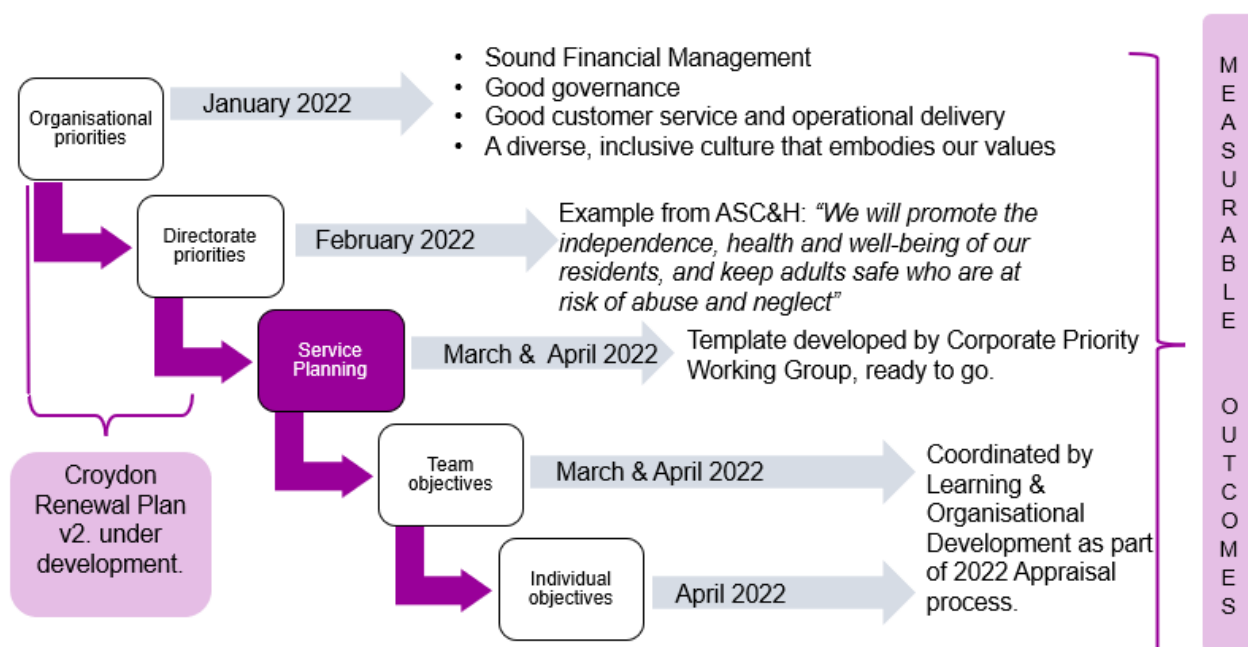 Organisational
priorities
January 2022
• Sound Financial Management
• Good governance
• Good customer service and operational delivery
• A diverse, inclusive culture that embodies our values
Directorate
priorities
February 2022
Example from ASC&H: “We will promote the
independence, health and well-being of our
residents, and keep adults safe who are at
risk of abuse and neglect”
Service
Planning
March & April 2022
Template developed by Corporate Priority
Working Group, ready to go.
Team
objectives
March & April 2022
Coordinated by
Learning &
Organisational
Development as part
of 2022 Appraisal
process.
Individual
objectives
April 2022
Croydon
Renewal Plan
v2. under
development.
MEASURABLE OUTCOMES